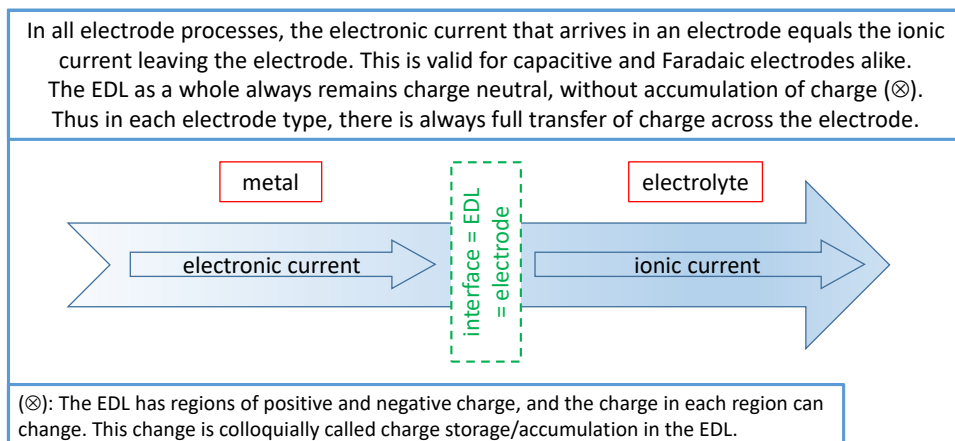 In all electrode processes, the electronic current that arrives in an electrode equals the ionic
current leaving the electrode. This is valid for capacitive and Faradaic electrodes alike.
The EDL as a whole always remains charge neutral, without accumulation of charge (⊗).
Thus in each electrode type, there is always full transfer of charge across the electrode.
metal
electrolyte
electronic current
interface = EDL
= electrode
ionic current
(⊗): The EDL has regions of positive and negative charge, and the charge in each region can
change. This change is colloquially called charge storage/accumulation in the EDL.